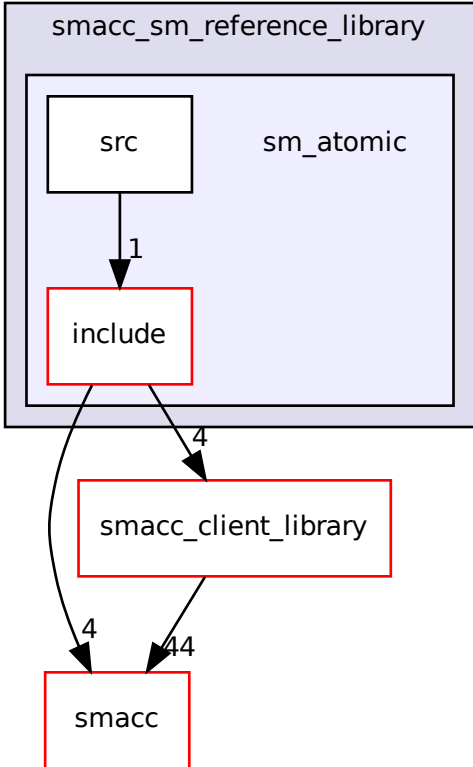 smacc_sm_reference_library
src
sm_atomic
1
include
4
smacc_client_library
4
44
smacc